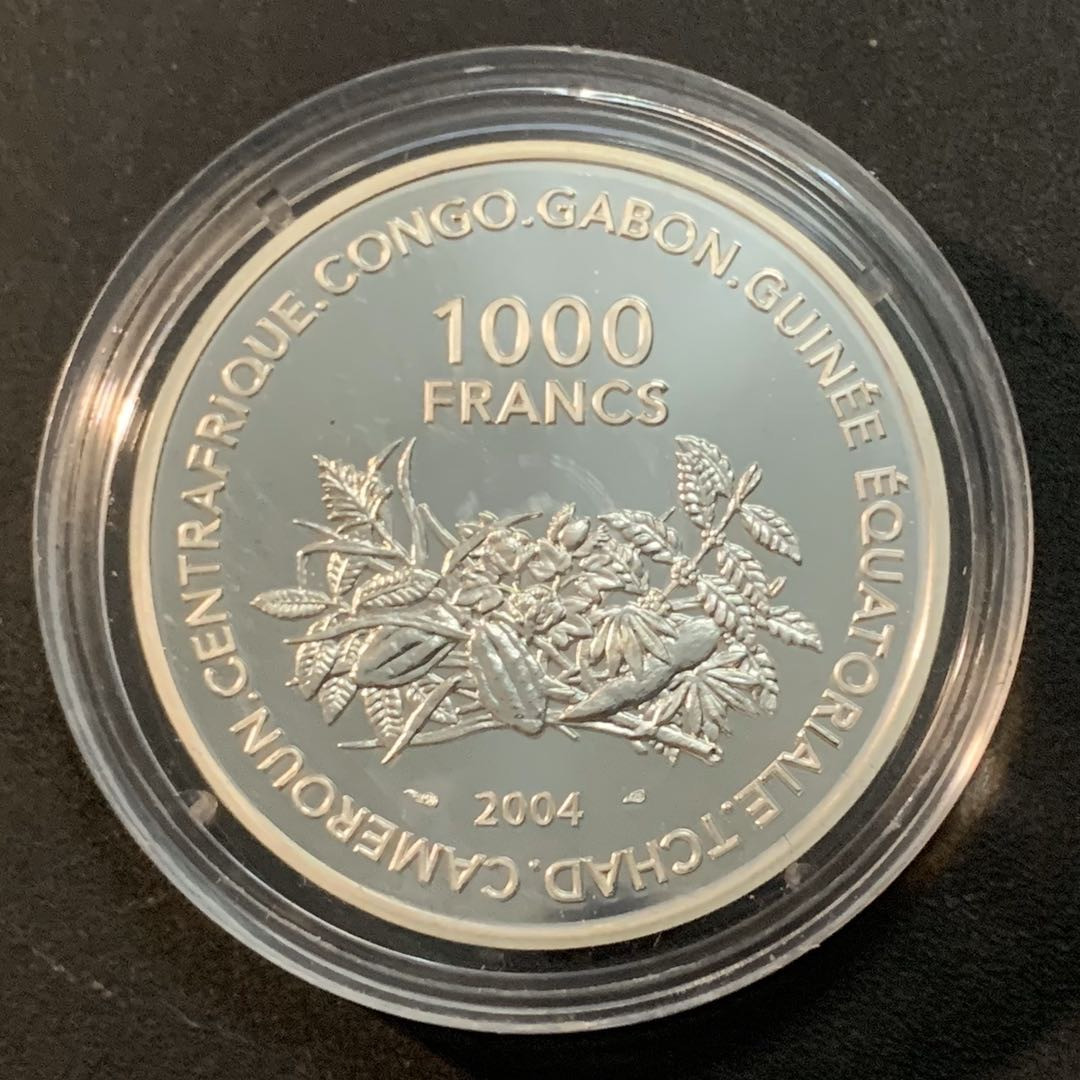 CAMEROUN.CENTRAFRIQUE.CONGO.GABON.GUINÉE ÉQUATORIALE.TCHAD.
1000
FRANCS
2004